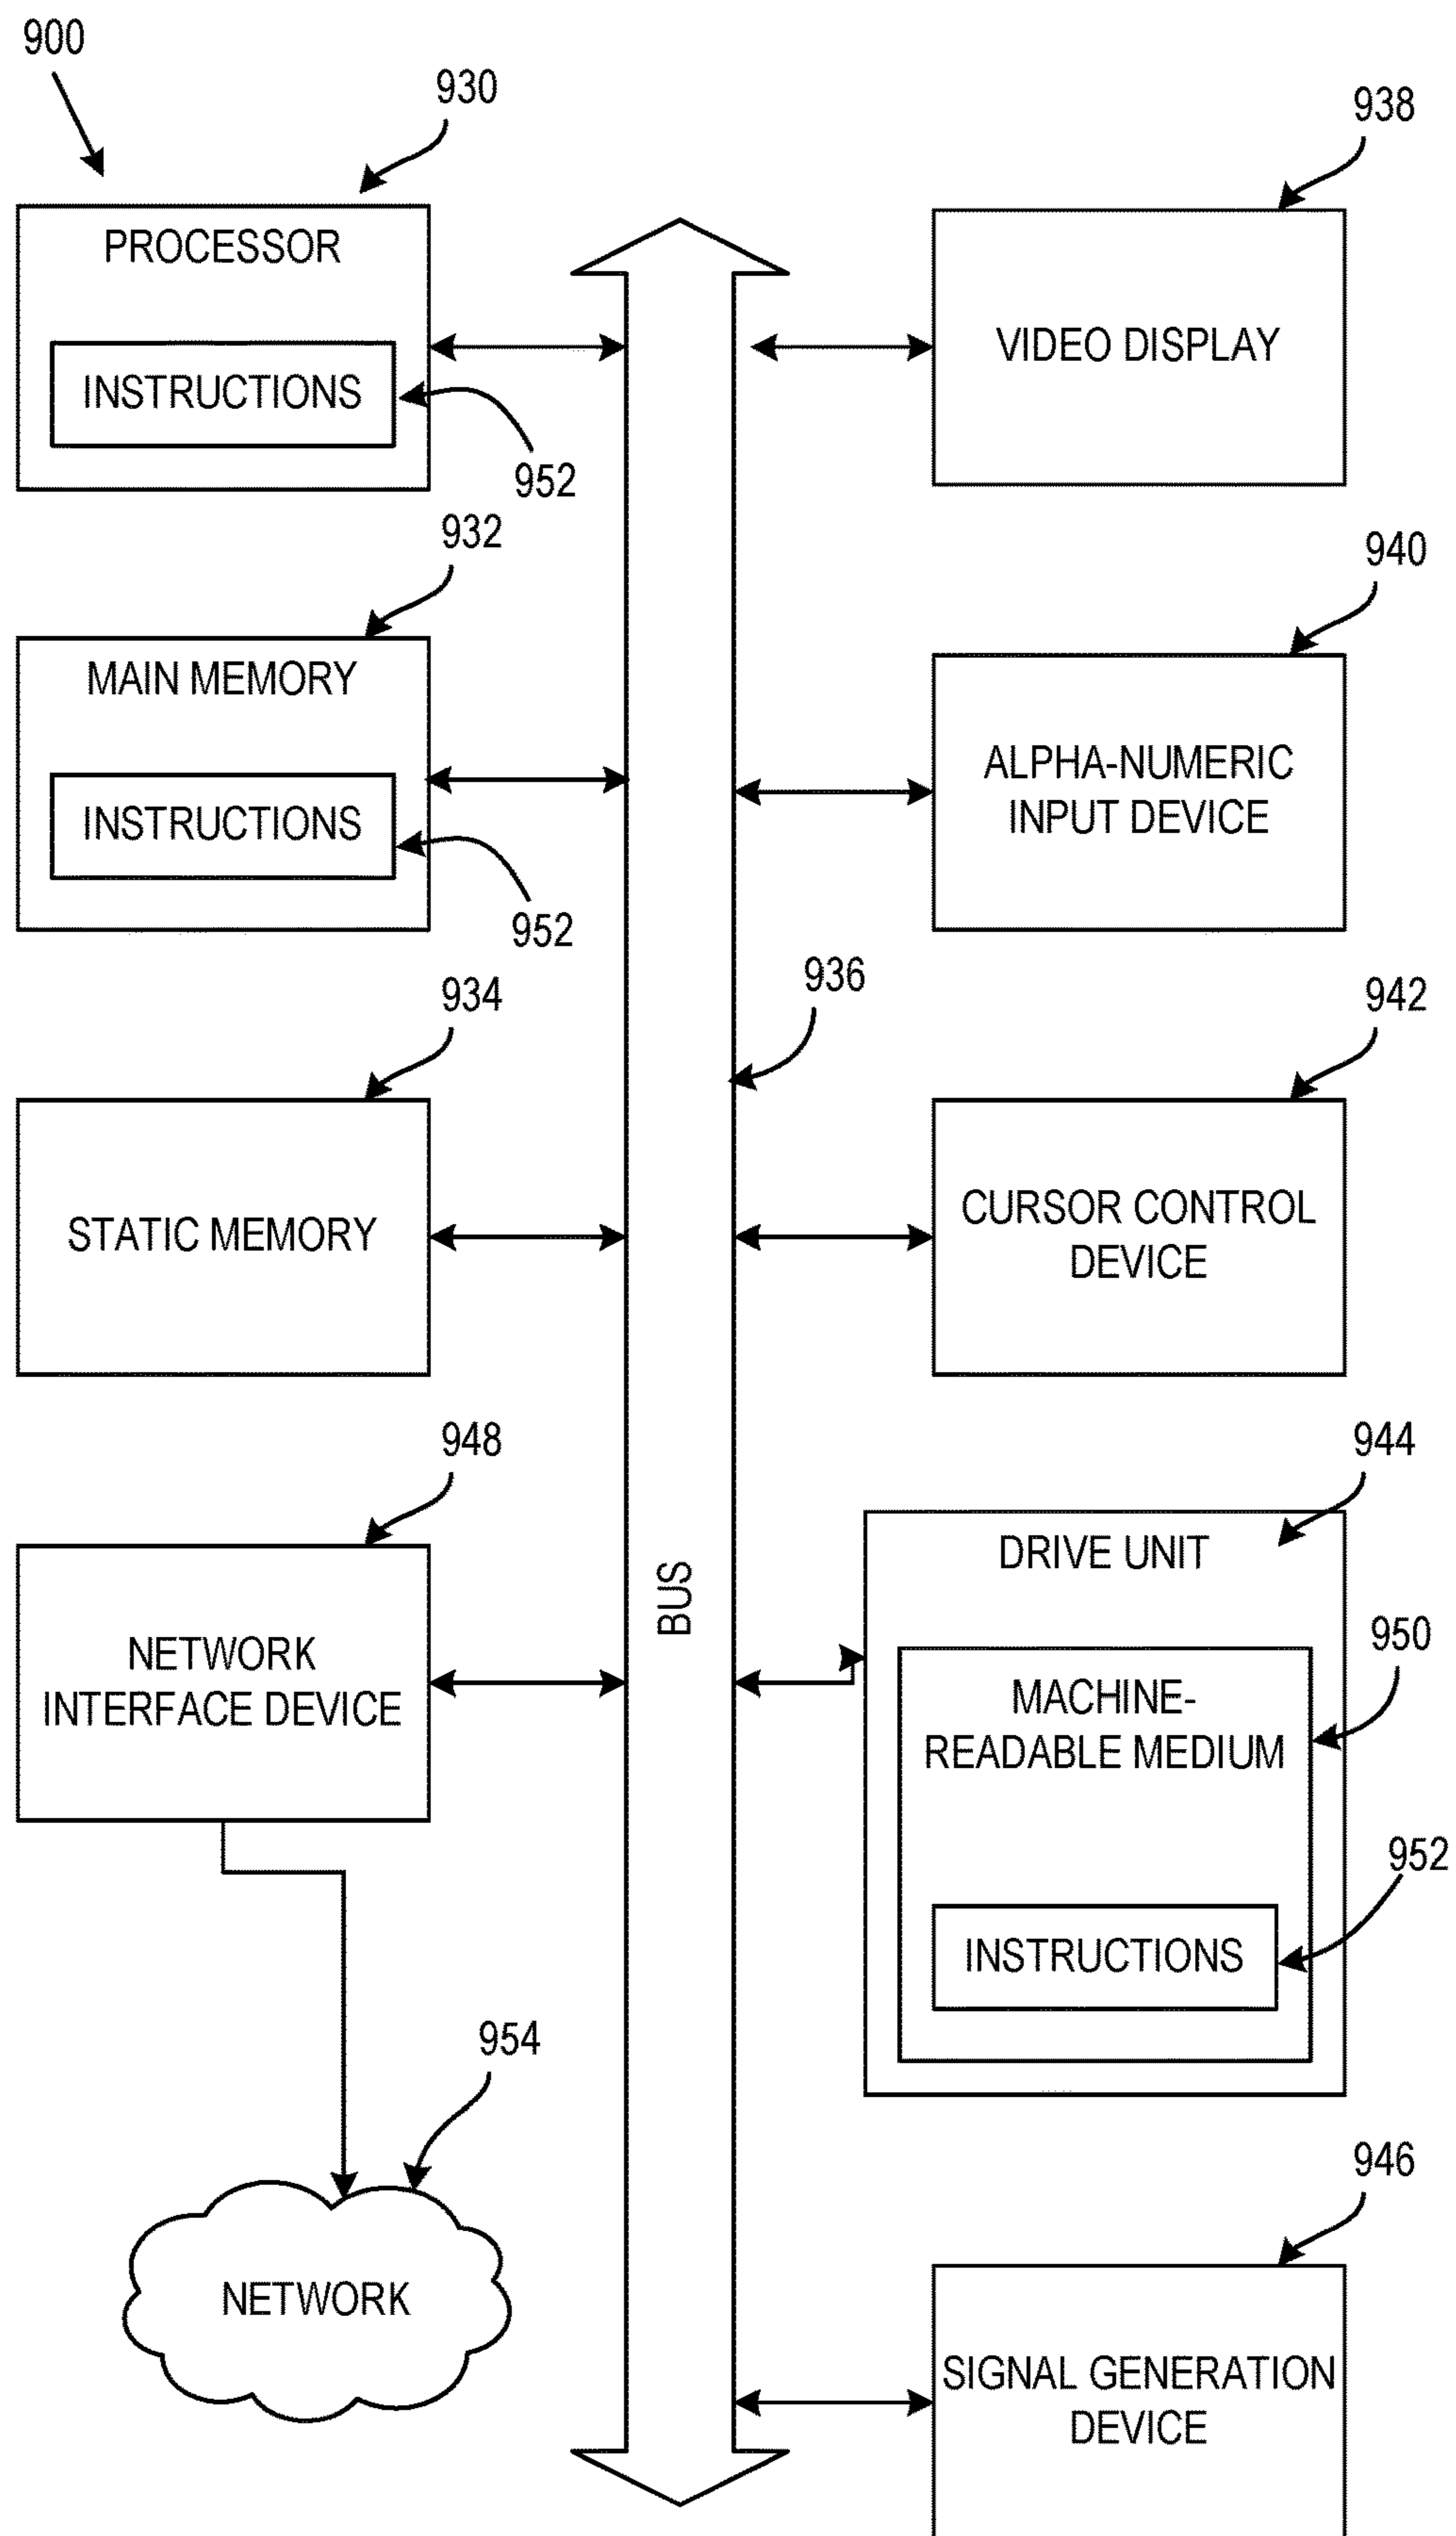 900
930
PROCESSOR
INSTRUCTIONS
952
932
MAIN MEMORY
INSTRUCTIONS
952
934
STATIC MEMORY
948
NETWORK
INTERFACE DEVICE
954
NETWORK
936
BUS
938
VIDEO DISPLAY
940
ALPHA-NUMERIC
INPUT DEVICE
942
CURSOR CONTROL
DEVICE
944
DRIVE UNIT
950
MACHINE-
READABLE MEDIUM
952
INSTRUCTIONS
946
SIGNAL GENERATION
DEVICE